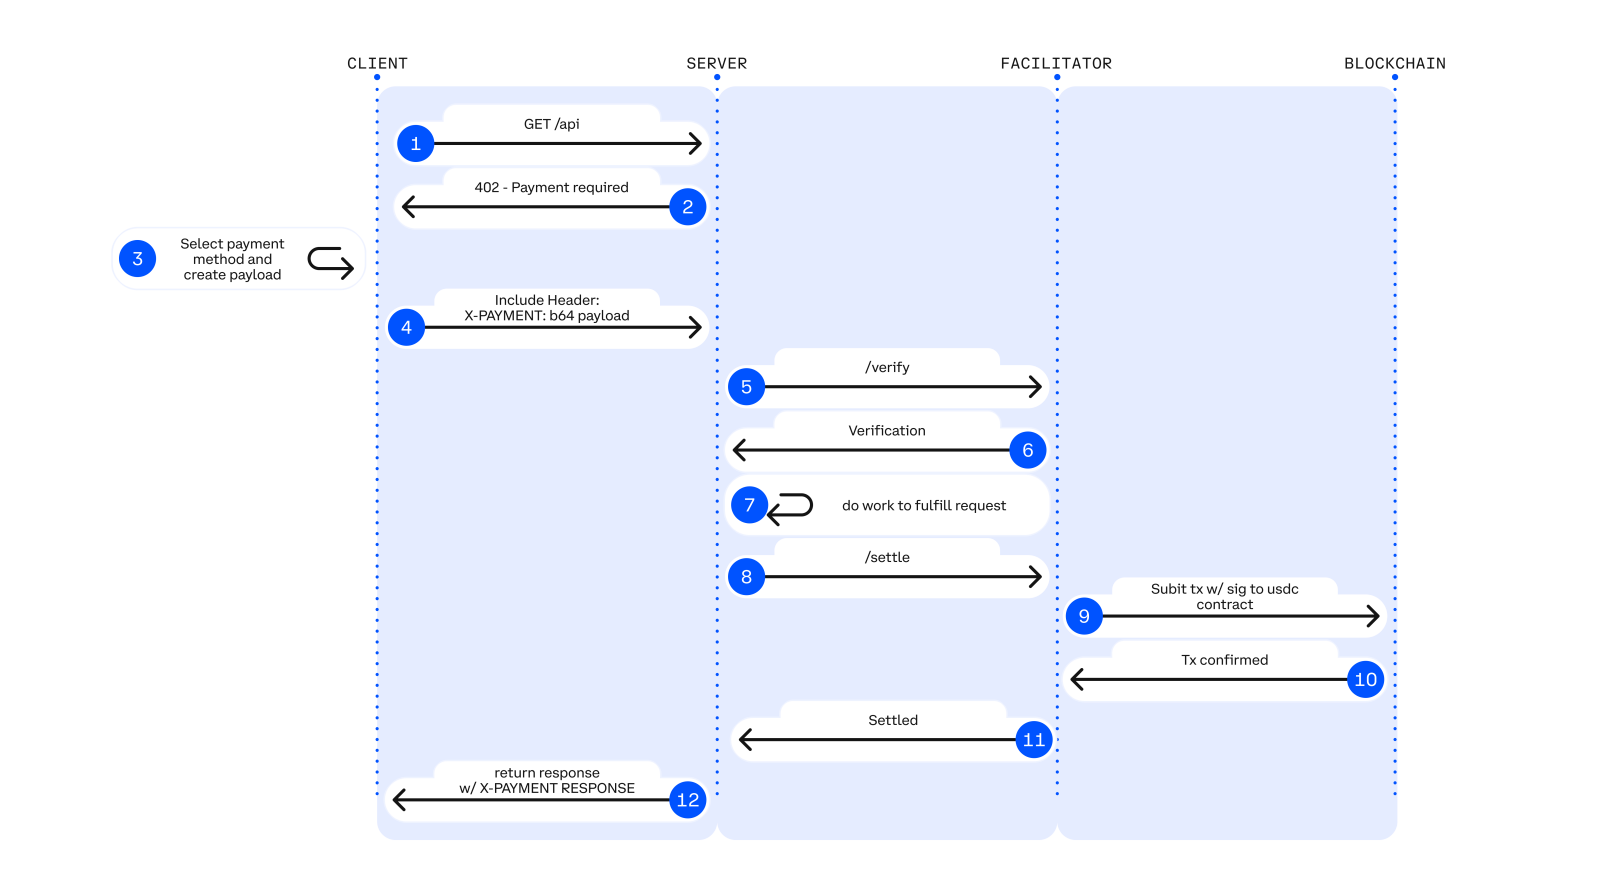 CLIENT
SERVER
FACILITATOR
BLOCKCHAIN
GET /api
1
402 - Payment required
2
3
Select payment
method and
create payload
Include Header:
X-PAYMENT: b64 payload
4
/verify
5
Verification
6
7
do work to fulfill request
/settle
8
Subit tx w/ sig to usdc
contract
9
Tx confirmed
10
Settled
11
return response
w/ X-PAYMENT RESPONSE
12